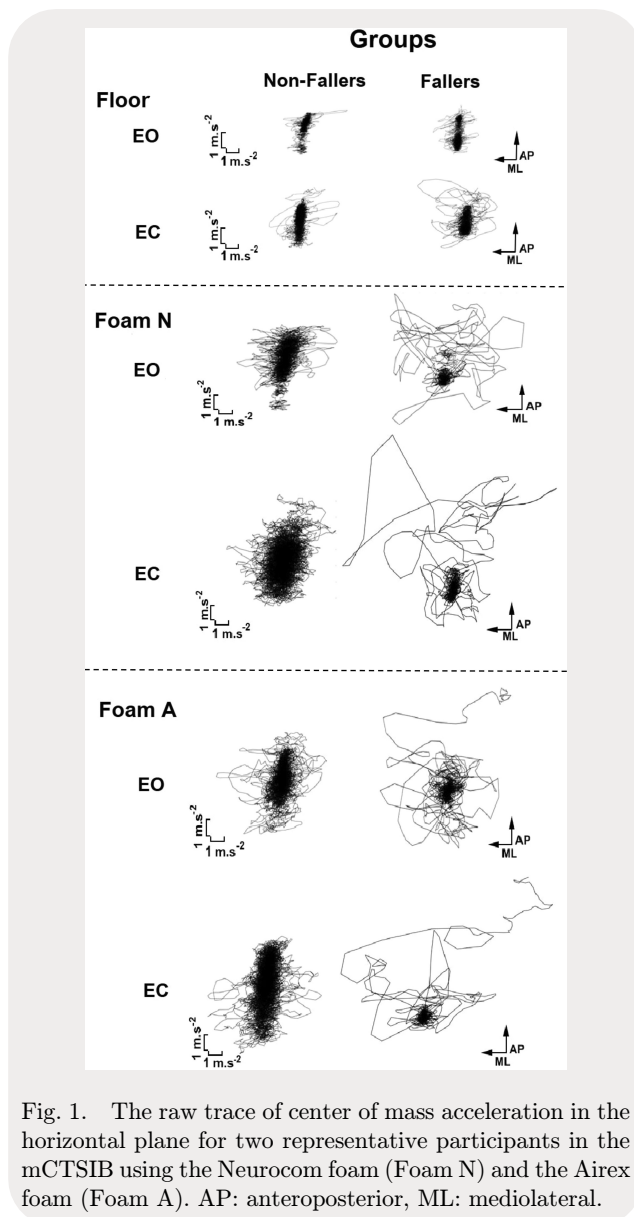 Groups
Non-Fallers Fallers
Floor
EO
1 m.s-2
1 m.s-2
AP
ML
EC
1 m.s-2
1 m.s-2
AP
ML
Foam N
EO
1 m.s-2
1 m.s-2
AP
ML
EC
1 m.s-2
1 m.s-2
AP
ML
Foam A
EO
1 m.s-2
1 m.s-2
AP
ML
EC
1 m.s-2
1 m.s-2
AP
ML
Fig. 1. The raw trace of center of mass acceleration in the
horizontal plane for two representative participants in the
mCTSIB using the Neurocom foam (Foam N) and the Airex
foam (Foam A). AP: anteroposterior, ML: mediolateral.